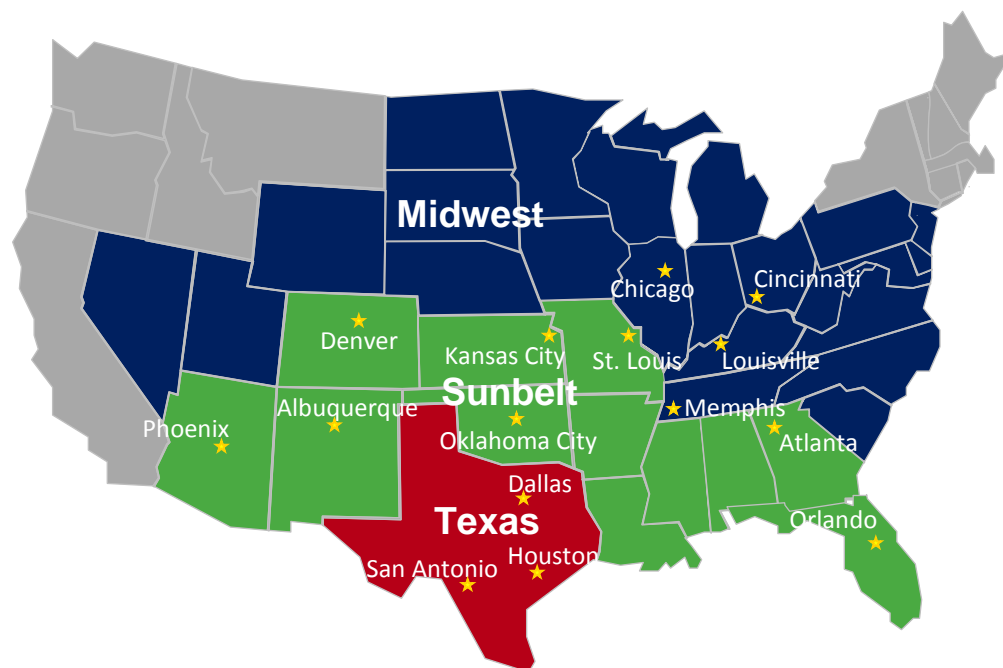 Midwest
Chicago
Cincinnati
Denver
Kansas City
St. Louis
Louisville
Sunbelt
Albuquerque
Memphis
Phoenix
Oklahoma City
Atlanta
Dallas
Texas
Orlando
Houston
San Antonio